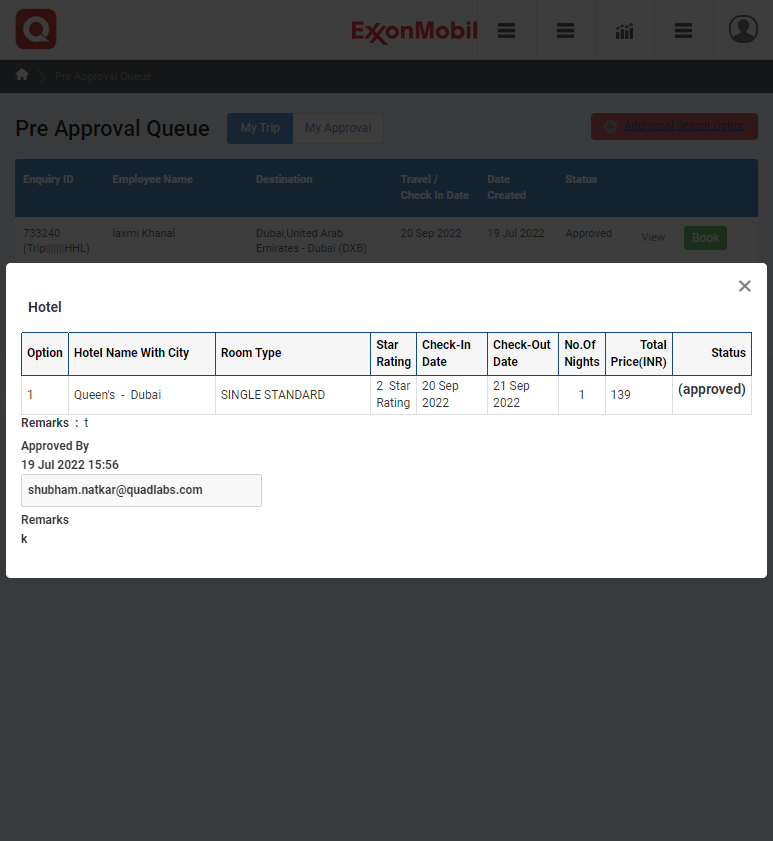 ExxonMobil
Pre Approval Queue
Pre Approval Queue My Trip My Approval Additional Search Option
Enquiry ID Employee Name Destination Travel / Check In Date Date Created Status
733240 laxmi Khanal Dubai,United Arab 20 Sep 2022 19 Jul 2022 Approved View Book
(Trip|||||||HHL) Emirates - Dubai (DXB)
Hotel
Option Hotel Name With City Room Type Star Rating Check-In Date Check-Out Date No.Of Nights Total Price(INR) Status
1 Queen's - Dubai SINGLE STANDARD 2 Star Rating 20 Sep 2022 21 Sep 2022 1 139 (approved)
Remarks : t
Approved By
19 Jul 2022 15:56
shubham.natkar@quadlabs.com
Remarks
k